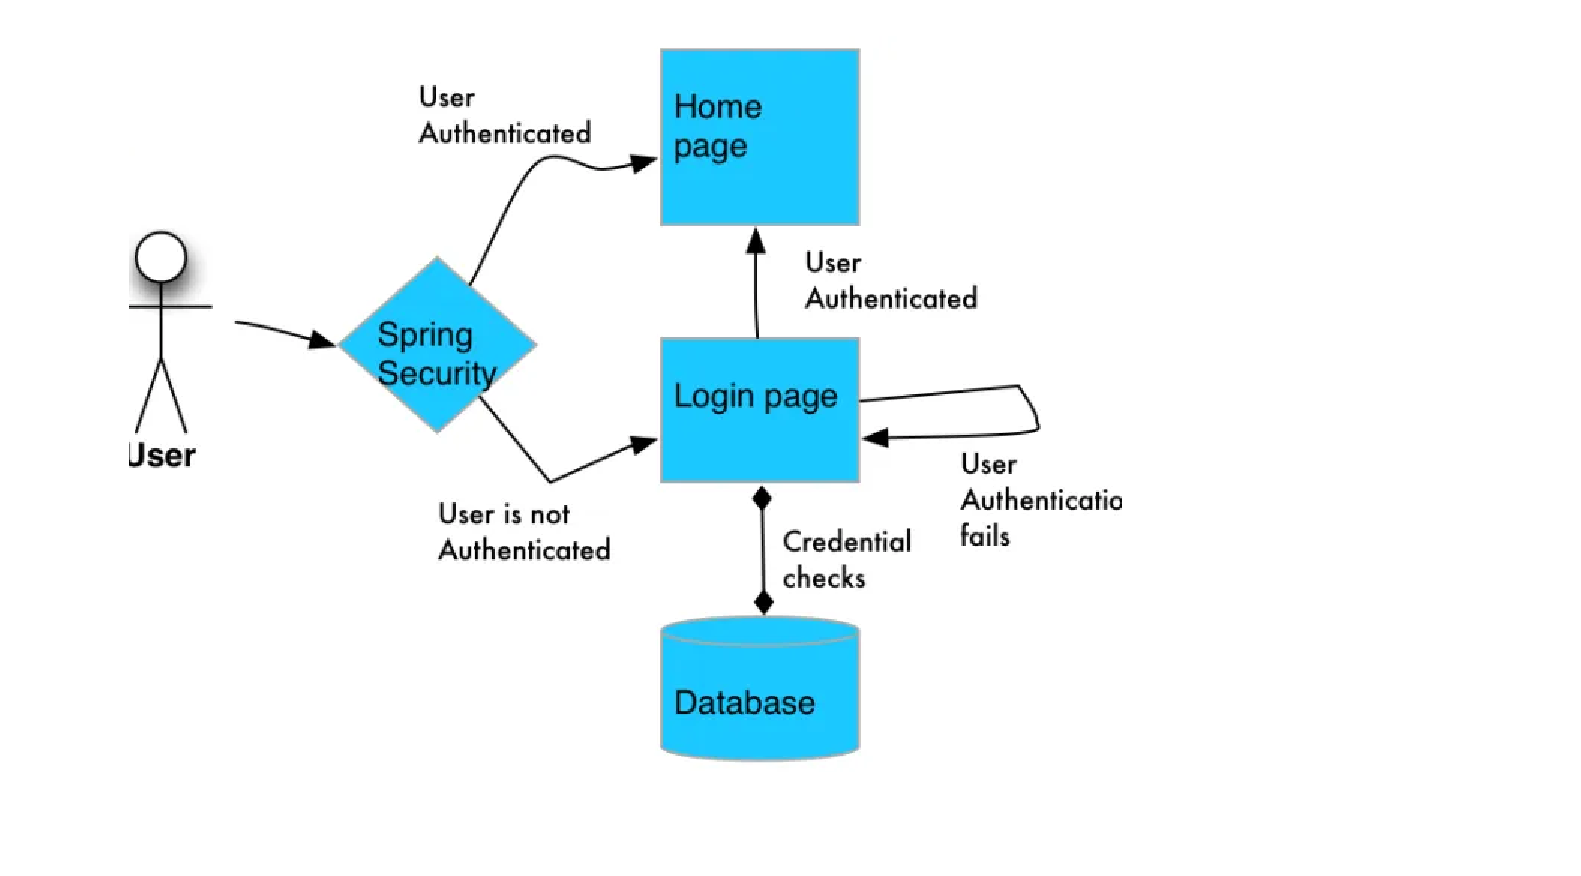 User
Authenticated
Home
page
User
Authenticated
Spring
Security
Login page
User
User
Authenticatio
fails
User is not
Authenticated
Credential
checks
Database